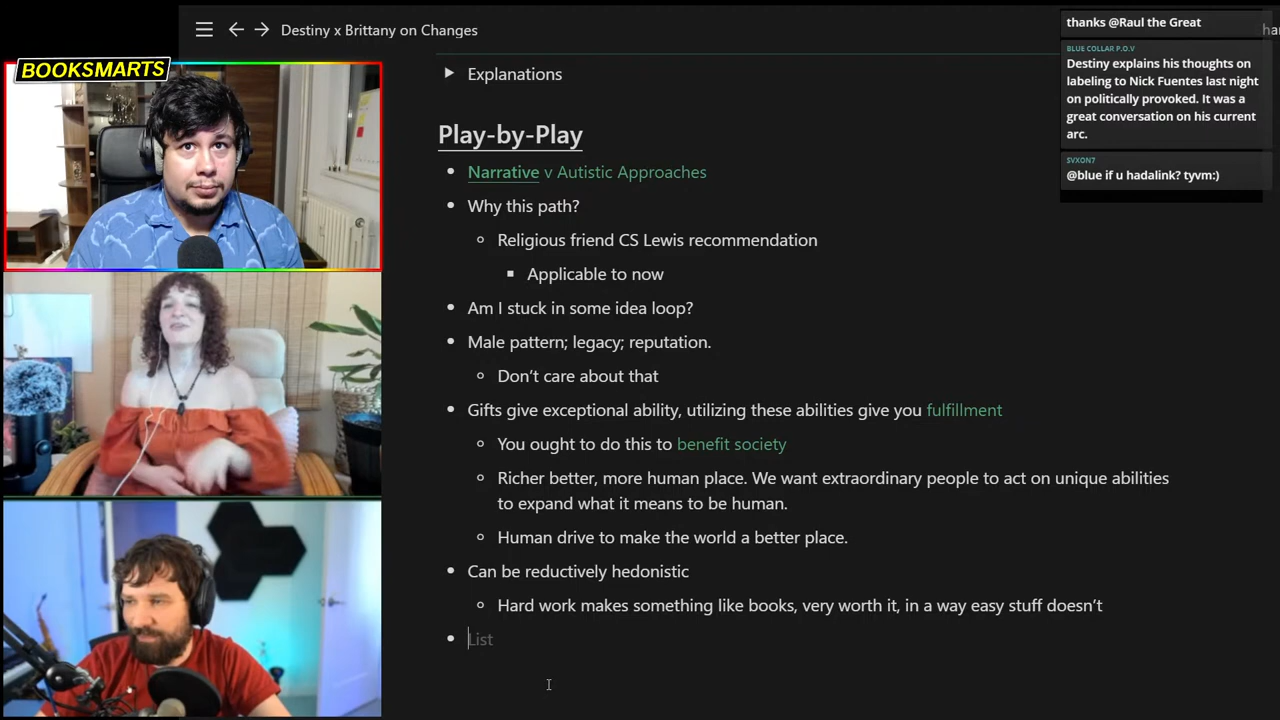 Destiny x Brittany on Changes
BOOKSMARTS
Explanations
Play-by-Play
Narrative v Autistic Approaches
Why this path?
Religious friend CS Lewis recommendation
Applicable to now
Am I stuck in some idea loop?
Male pattern; legacy; reputation.
Don’t care about that
Gifts give exceptional ability, utilizing these abilities give you fulfillment
You ought to do this to benefit society
Richer better, more human place. We want extraordinary people to act on unique abilities
to expand what it means to be human.
Human drive to make the world a better place.
Can be reductively hedonistic
Hard work makes something like books, very worth it, in a way easy stuff doesn’t
List
thanks @Raul the Great
BLUE COLLAR P.O.V
Destiny explains his thoughts on
labeling to Nick Fuentes last night
on politically provoked. It was a
great conversation on his current
arc.
SVXON7
@blue if u hadalink? tyvm:)